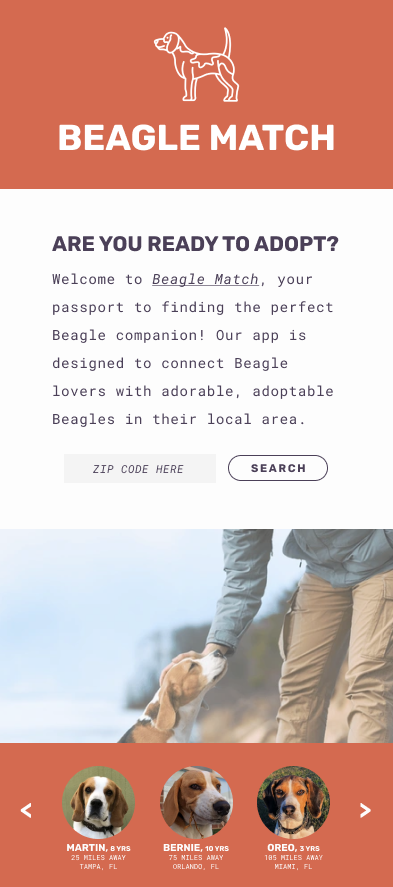 BEAGLE MATCH
ARE YOU READY TO ADOPT?
Welcome to Beagle Match, your
passport to finding the perfect
Beagle companion! Our app is
designed to connect Beagle
lovers with adorable, adoptable
Beagles in their local area.
ZIP CODE HERE
SEARCH
<
MARTIN, 8 YRS
25 MILES AWAY
TAMPA, FL
BERNIE, 10 YRS
75 MILES AWAY
ORLANDO, FL
OREO, 3 YRS
105 MILES AWAY
MIAMI, FL
>